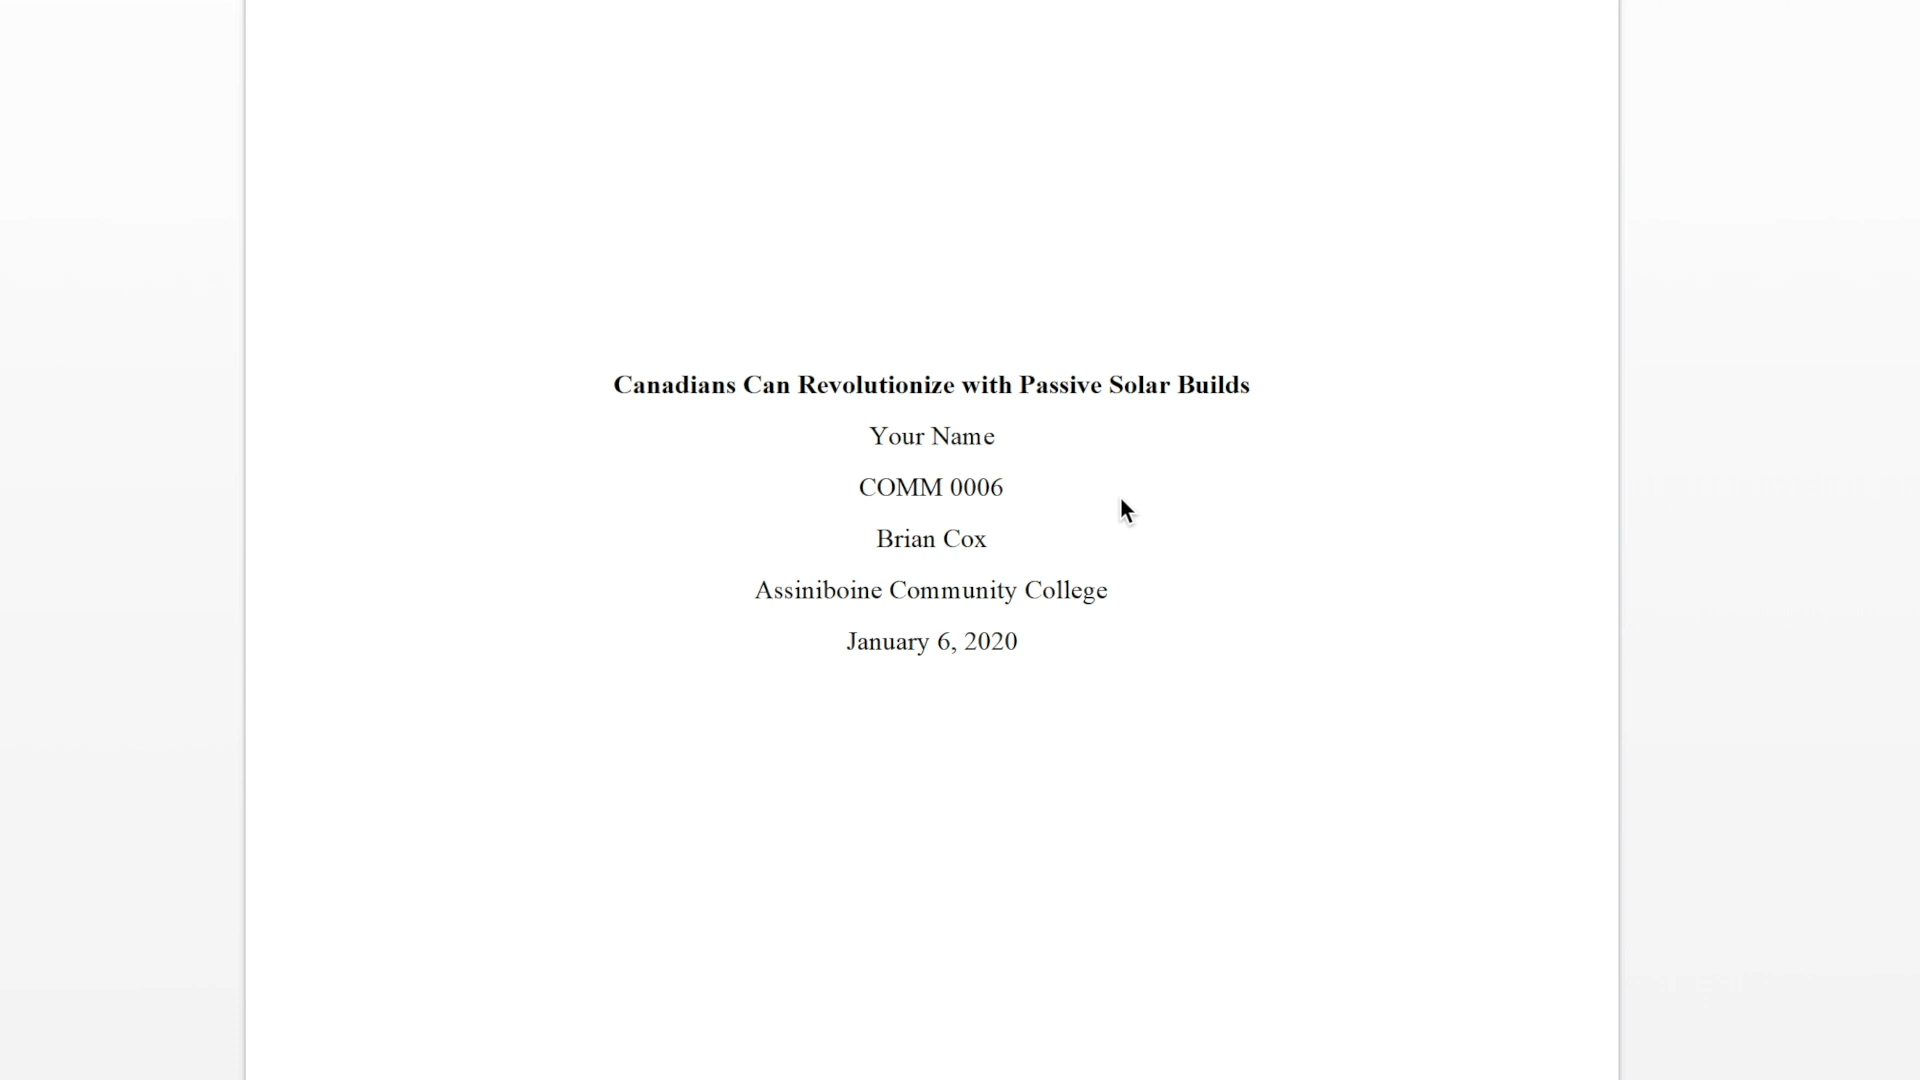 Canadians Can Revolutionize with Passive Solar Builds
Your Name
COMM 0006
Brian Cox
Assiniboine Community College
January 6, 2020